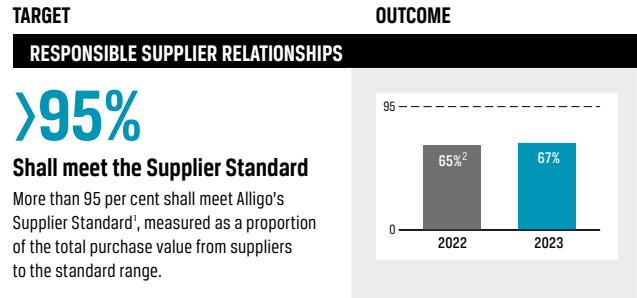 TARGET
OUTCOME
RESPONSIBLE SUPPLIER RELATIONSHIPS
>95%
Shall meet the Supplier Standard
More than 95 per cent shall meet Alligo's
Supplier Standard¹, measured as a proportion
of the total purchase value from suppliers
to the standard range.
95
65%²
67%
0
2022
2023